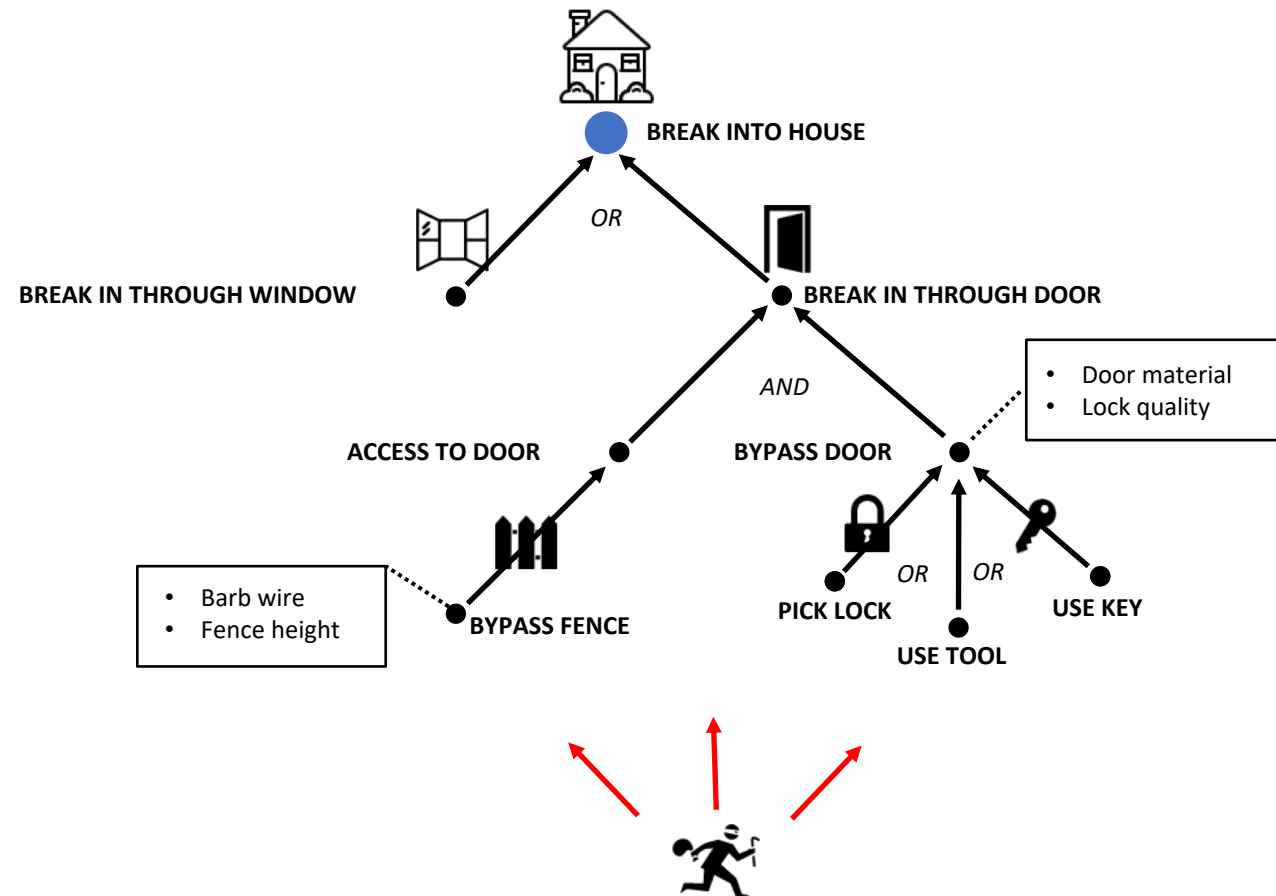 BREAK INTO HOUSE
OR
BREAK IN THROUGH WINDOW
BREAK IN THROUGH DOOR
• Door material
• Lock quality
AND
ACCESS TO DOOR
BYPASS DOOR
• Barb wire
• Fence height
BYPASS FENCE
OR
OR
PICK LOCK
USE KEY
USE TOOL